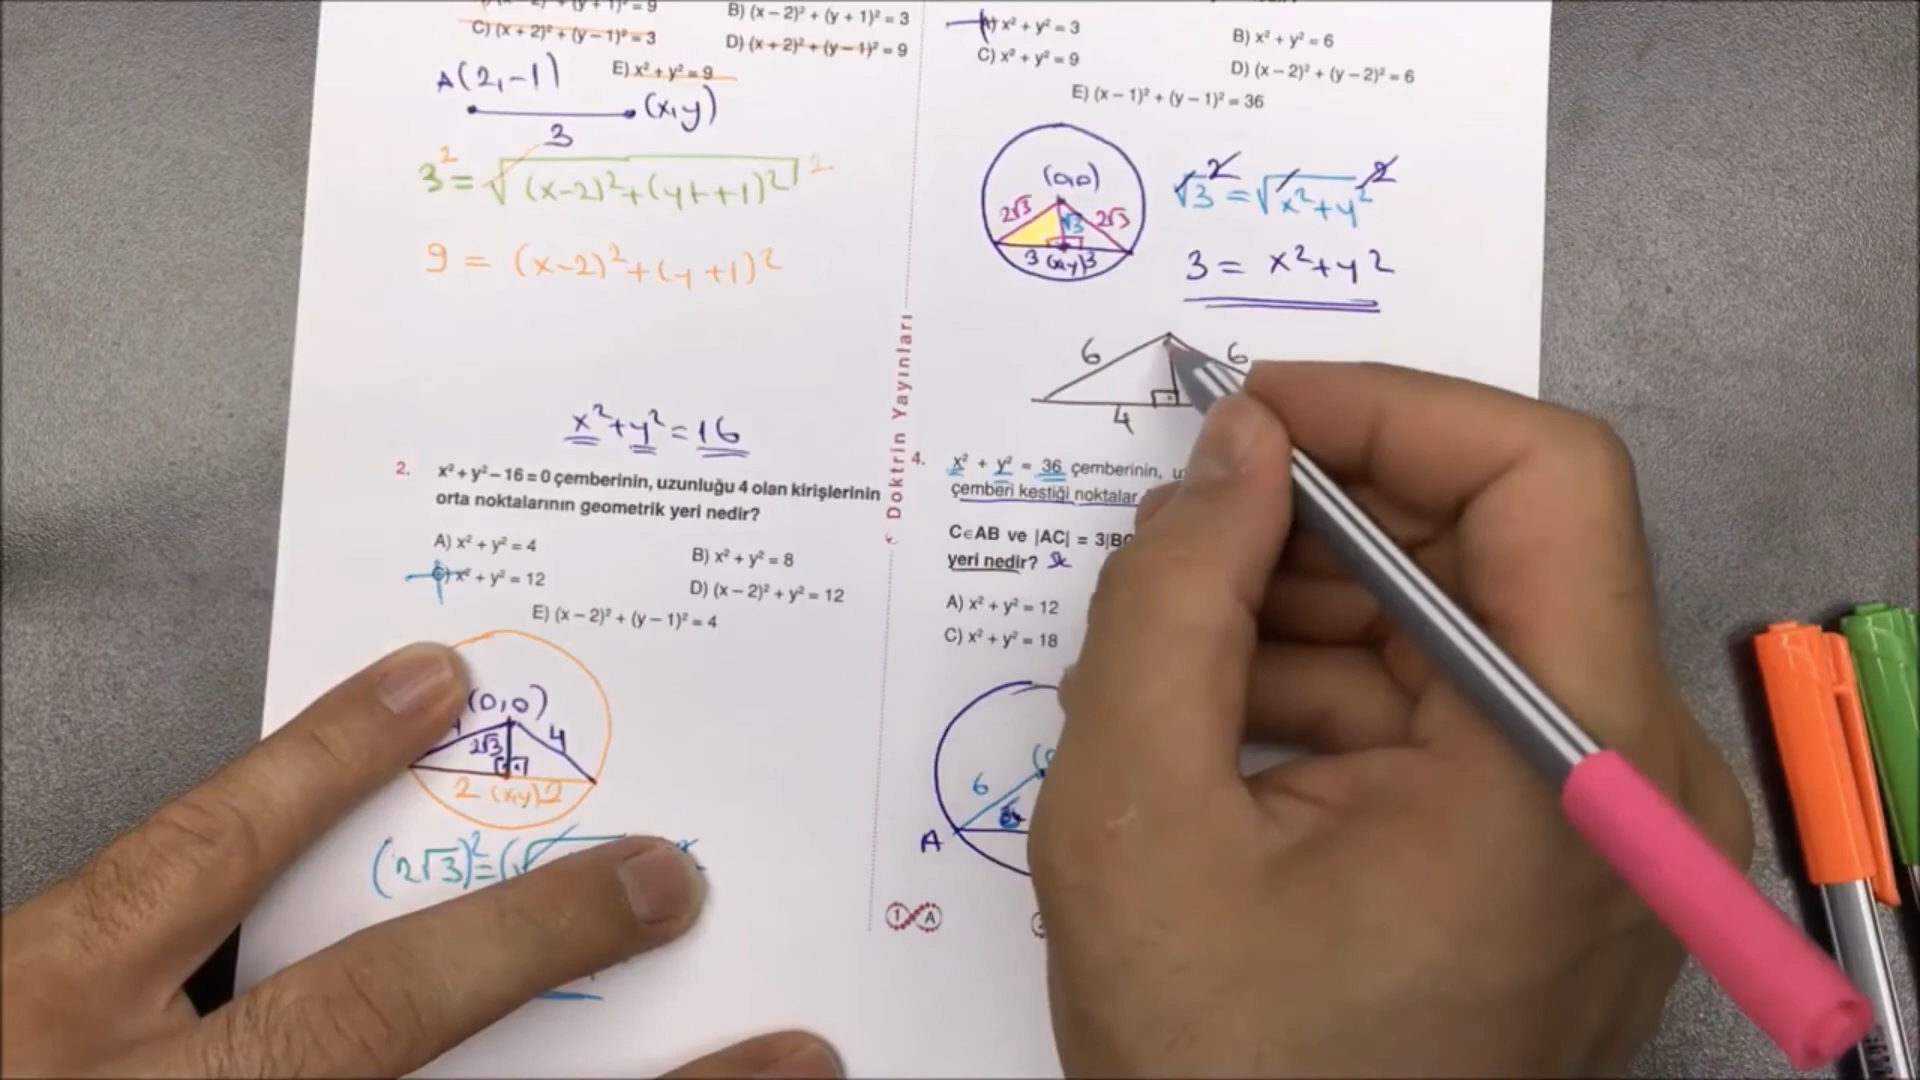 B) (x – 2)² + (y + 1)² = 3
C) (x + 2)² + (y – 1)² = 3
D) (x + 2)² + (y – 1)² = 9
E) x² + y² = 9
A(2,-1)
(x,y)
3
3² = √(x-2)²+(y+1)² ²
9 = (x-2)²+(y+1)²
x²+y²=16
2. x² + y² – 16 = 0 çemberinin, uzunluğu 4 olan kirişlerinin
orta noktalarının geometrik yeri nedir?
A) x² + y² = 4
B) x² + y² = 8
C) x² + y² = 12
D) (x – 2)² + y² = 12
E) (x – 2)² + (y – 1)² = 4
(0,0)
2√3
4
2 (x,y) 2
(2√3)²=(√
Doktrin Yayınları
A) x² + y² = 3
B) x² + y² = 6
C) x² + y² = 9
D) (x – 2)² + (y – 2)² = 6
E) (x – 1)² + (y – 1)² = 36
(0,0)
2√3 √3 2√3
3 (x,y) 3
√3² = √x²+y² ²
3 = x²+y²
6 6
4
4. x² + y² = 36 çemberinin,
çemberi kestiği noktalar
C∈AB ve |AC| = 3|BC
yeri nedir?
A) x² + y² = 12
C) x² + y² = 18
6
A
1 A